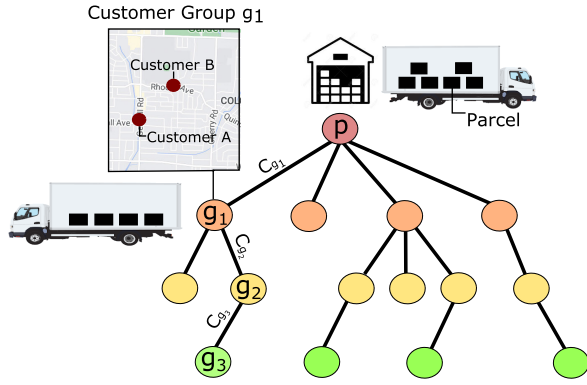 Customer Group g1
Customer B
Customer A
p
Parcel
Cg1
g1
Cg2
g2
Cg3
g3